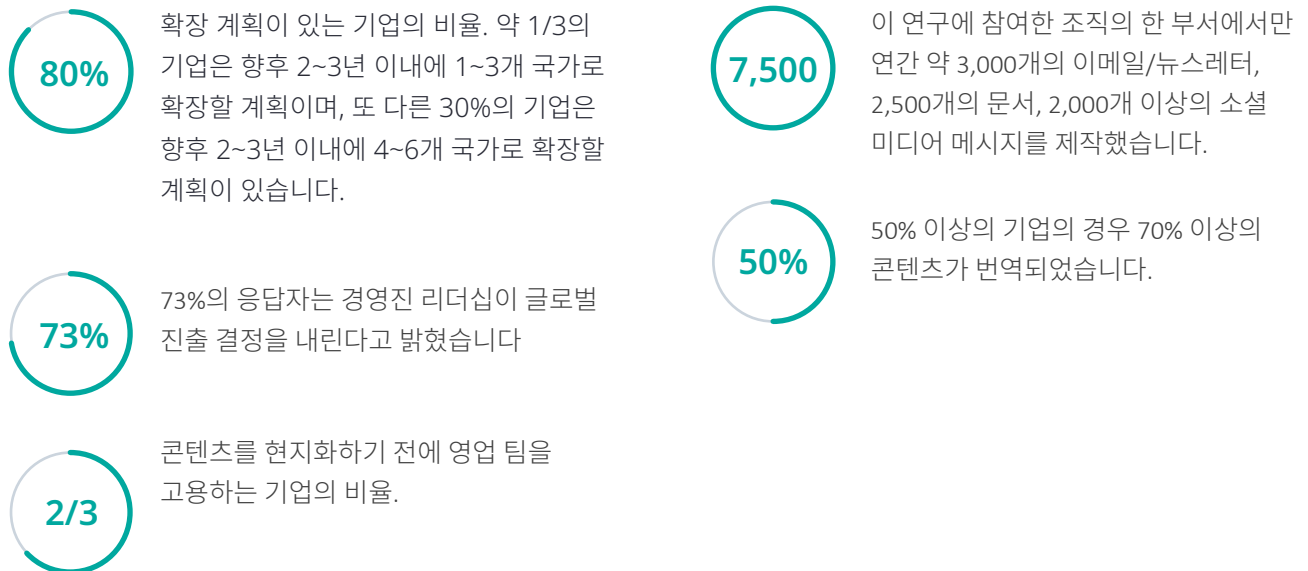 80%
확장 계획이 있는 기업의 비율. 약 1/3의
기업은 향후 2~3년 이내에 1~3개 국가로
확장할 계획이며, 또 다른 30%의 기업은
향후 2~3년 이내에 4~6개 국가로 확장할
계획이 있습니다.
73%
73%의 응답자는 경영진 리더십이 글로벌
진출 결정을 내린다고 밝혔습니다
2/3
콘텐츠를 현지화하기 전에 영업 팀을
고용하는 기업의 비율.
7,500
이 연구에 참여한 조직의 한 부서에서만
연간 약 3,000개의 이메일/뉴스레터,
2,500개의 문서, 2,000개 이상의 소셜
미디어 메시지를 제작했습니다.
50%
50% 이상의 기업의 경우 70% 이상의
콘텐츠가 번역되었습니다.